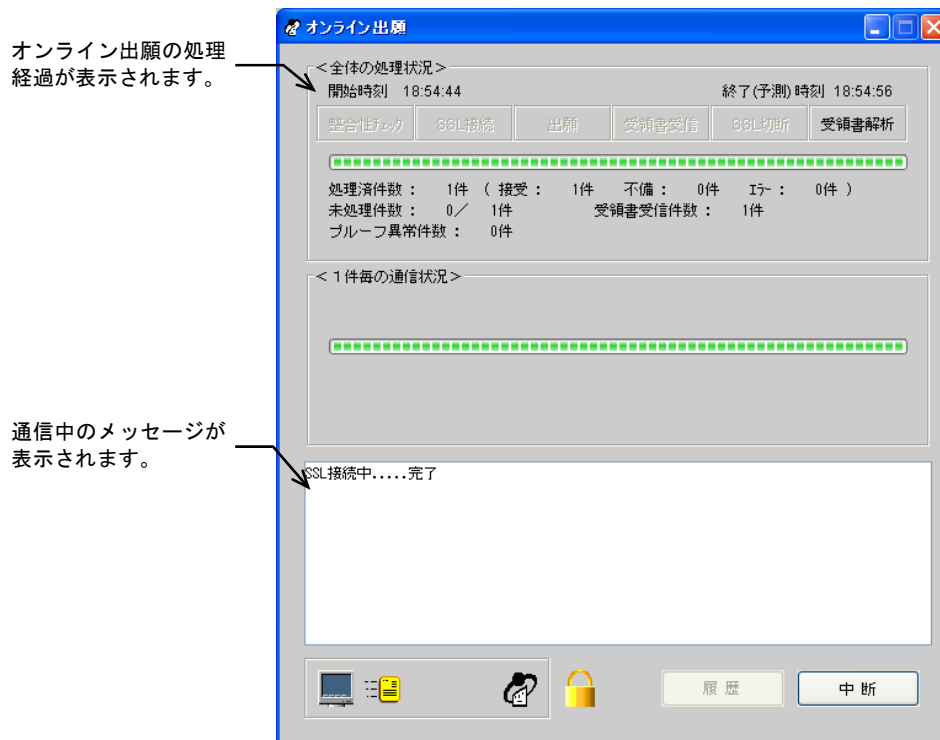 オンライン出願の処理
経過が表示されます。
オンライン出願
＜全体の処理状況＞
開始時刻 18:54:44 終了(予測)時刻 18:54:56
整合性ﾁｪｯｸ SSL接続 出願 受領書受信 SSL切断 受領書解析
処理済件数： 1件 ( 接受： 1件 不備： 0件 ｴﾗｰ： 0件 )
未処理件数： 0／ 1件 受領書受信件数： 1件
プルーフ異常件数： 0件
＜１件毎の通信状況＞
通信中のメッセージが
表示されます。
SSL接続中.....完了
履歴 中断